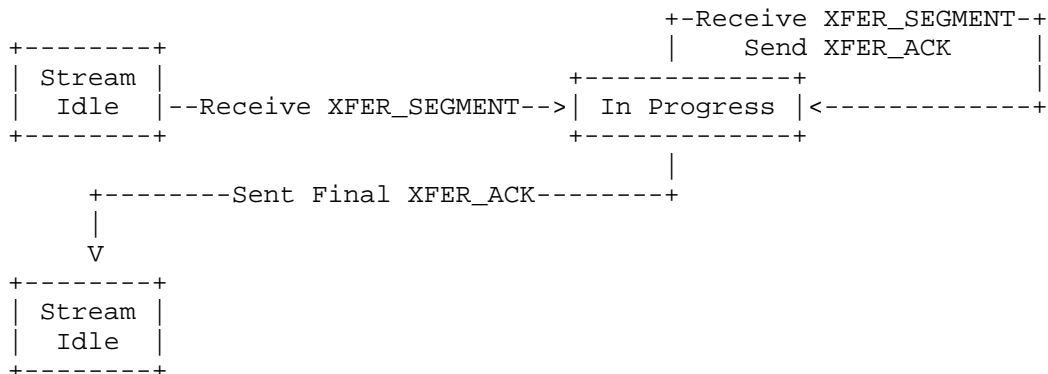 +-Receive XFER_SEGMENT-+
+--------+ | Send XFER_ACK |
| Stream | +-------------+ |
| Idle |--Receive XFER_SEGMENT-->| In Progress |<-------------+
+--------+ +-------------+
|
+--------Sent Final XFER_ACK--------+
|
V
+--------+
| Stream |
| Idle |
+--------+